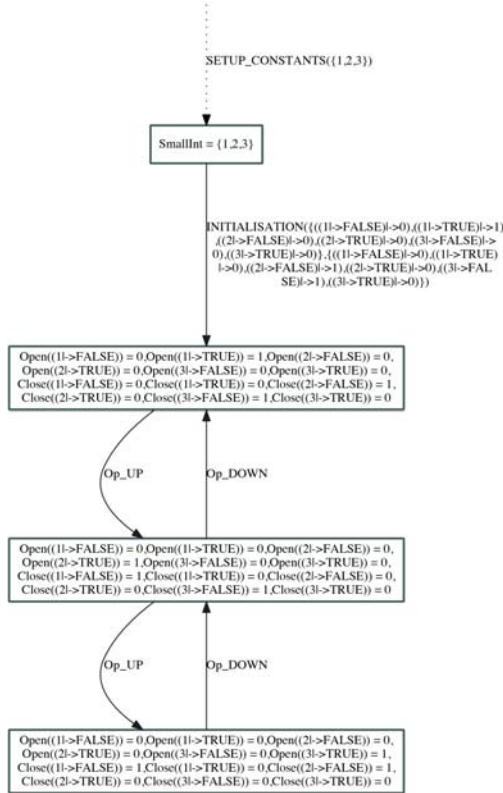 SETUP_CONSTANTS({1,2,3})
SmallInt = {1,2,3}
INITIALISATION({((1|->FALSE)|->0),((1|->TRUE)|->1)
,((2|->FALSE)|->0),((2|->TRUE)|->0),((3|->FALSE)|->
0),((3|->TRUE)|->0)},{((1|->FALSE)|->0),((1|->TRUE)
|->0),((2|->FALSE)|->1),((2|->TRUE)|->0),((3|->FAL
SE)|->1),((3|->TRUE)|->0)})
Open((1|->FALSE)) = 0,Open((1|->TRUE)) = 1,Open((2|->FALSE)) = 0,
Open((2|->TRUE)) = 0,Open((3|->FALSE)) = 0,Open((3|->TRUE)) = 0,
Close((1|->FALSE)) = 0,Close((1|->TRUE)) = 0,Close((2|->FALSE)) = 1,
Close((2|->TRUE)) = 0,Close((3|->FALSE)) = 1,Close((3|->TRUE)) = 0
Op_UP
Op_DOWN
Open((1|->FALSE)) = 0,Open((1|->TRUE)) = 0,Open((2|->FALSE)) = 0,
Open((2|->TRUE)) = 1,Open((3|->FALSE)) = 0,Open((3|->TRUE)) = 0,
Close((1|->FALSE)) = 1,Close((1|->TRUE)) = 0,Close((2|->FALSE)) = 0,
Close((2|->TRUE)) = 0,Close((3|->FALSE)) = 1,Close((3|->TRUE)) = 0
Op_UP
Op_DOWN
Open((1|->FALSE)) = 0,Open((1|->TRUE)) = 0,Open((2|->FALSE)) = 0,
Open((2|->TRUE)) = 0,Open((3|->FALSE)) = 0,Open((3|->TRUE)) = 1,
Close((1|->FALSE)) = 1,Close((1|->TRUE)) = 0,Close((2|->FALSE)) = 1,
Close((2|->TRUE)) = 0,Close((3|->FALSE)) = 0,Close((3|->TRUE)) = 0